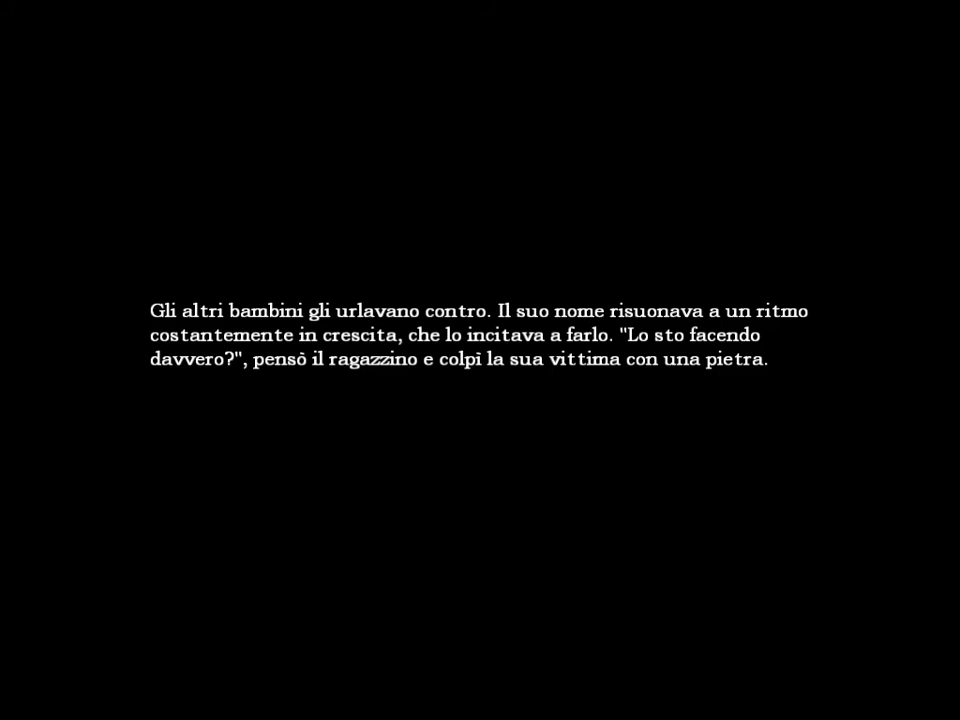 Gli altri bambini gli urlavano contro. Il suo nome risuonava a un ritmo
costantemente in crescita, che lo incitava a farlo. "Lo sto facendo
davvero?", pensò il ragazzino e colpì la sua vittima con una pietra.